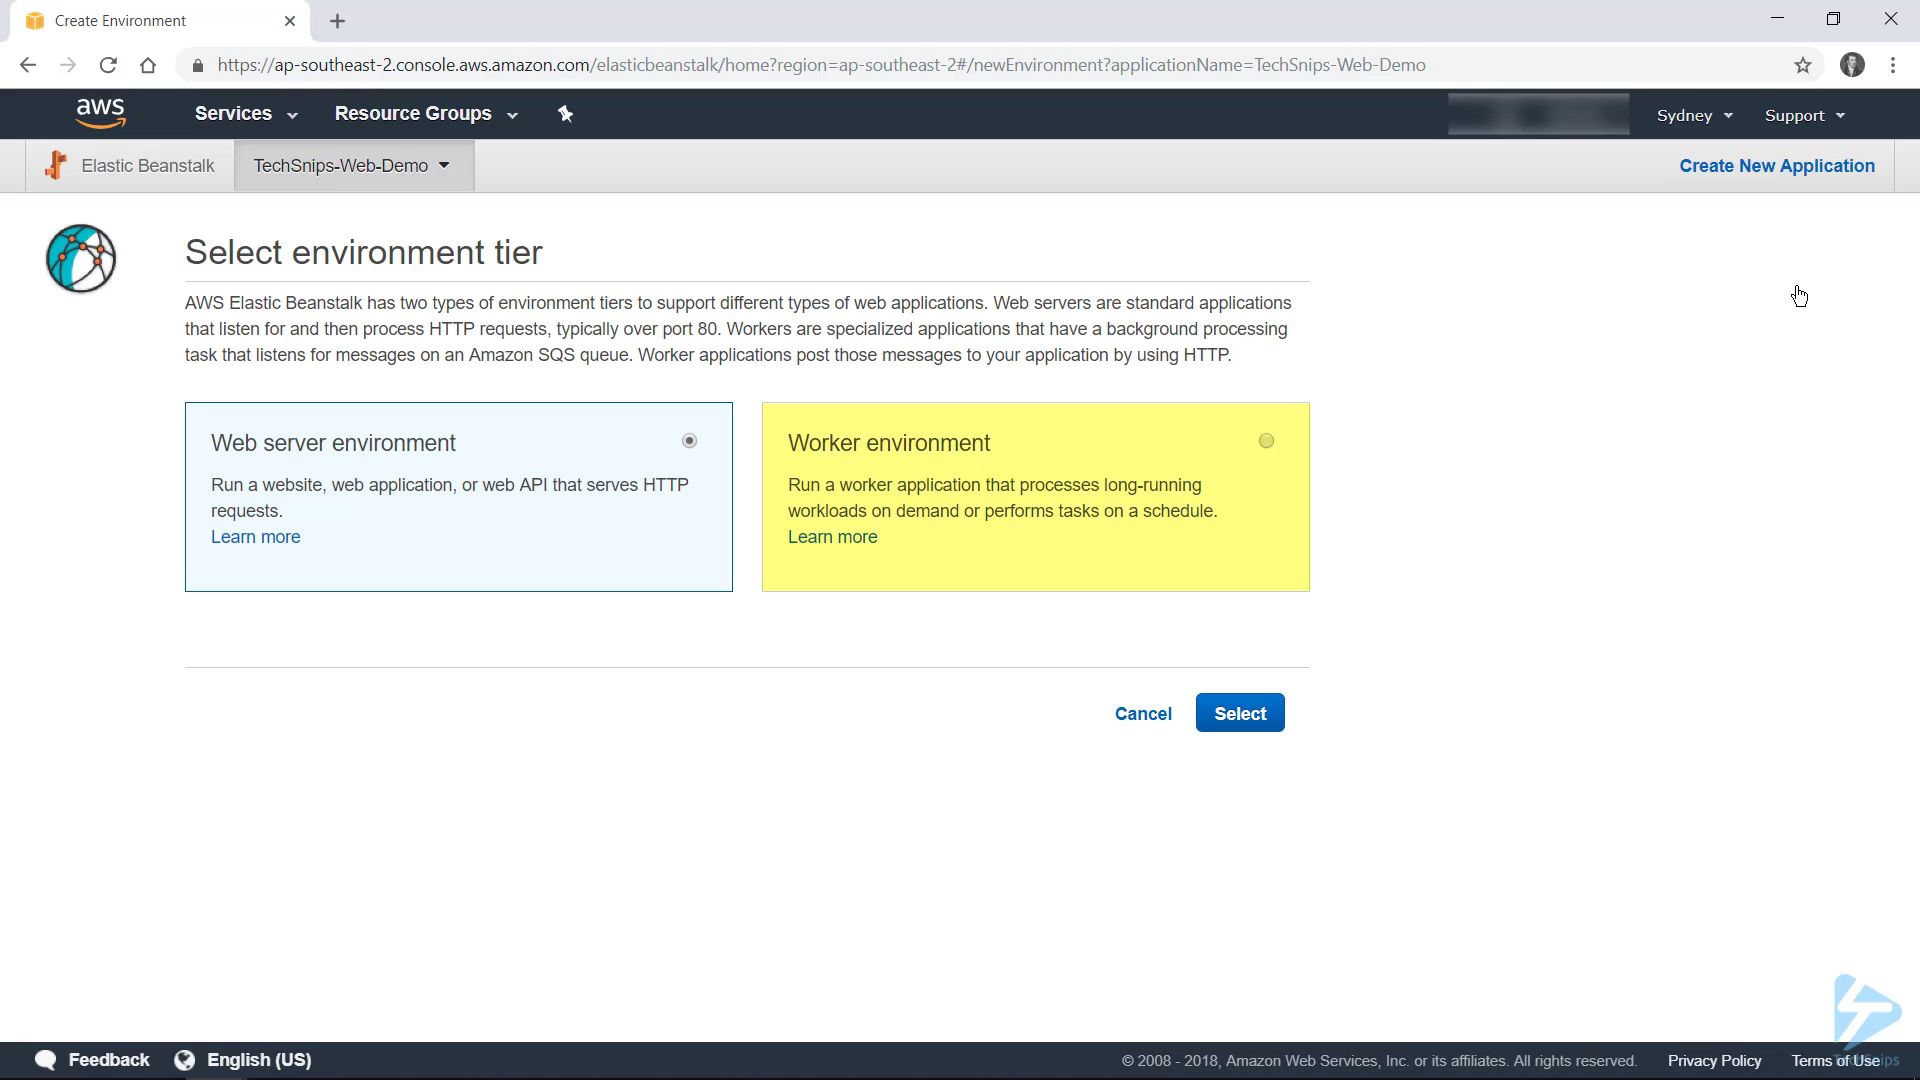 Create Environment
https://ap-southeast-2.console.aws.amazon.com/elasticbeanstalk/home?region=ap-southeast-2#/newEnvironment?applicationName=TechSnips-Web-Demo
aws Services Resource Groups Sydney Support
Elastic Beanstalk TechSnips-Web-Demo Create New Application
Select environment tier
AWS Elastic Beanstalk has two types of environment tiers to support different types of web applications. Web servers are standard applications
that listen for and then process HTTP requests, typically over port 80. Workers are specialized applications that have a background processing
task that listens for messages on an Amazon SQS queue. Worker applications post those messages to your application by using HTTP.
Web server environment
Run a website, web application, or web API that serves HTTP
requests.
Learn more
Worker environment
Run a worker application that processes long-running
workloads on demand or performs tasks on a schedule.
Learn more
Cancel Select
Feedback English (US) © 2008 - 2018, Amazon Web Services, Inc. or its affiliates. All rights reserved. Privacy Policy Terms of Use